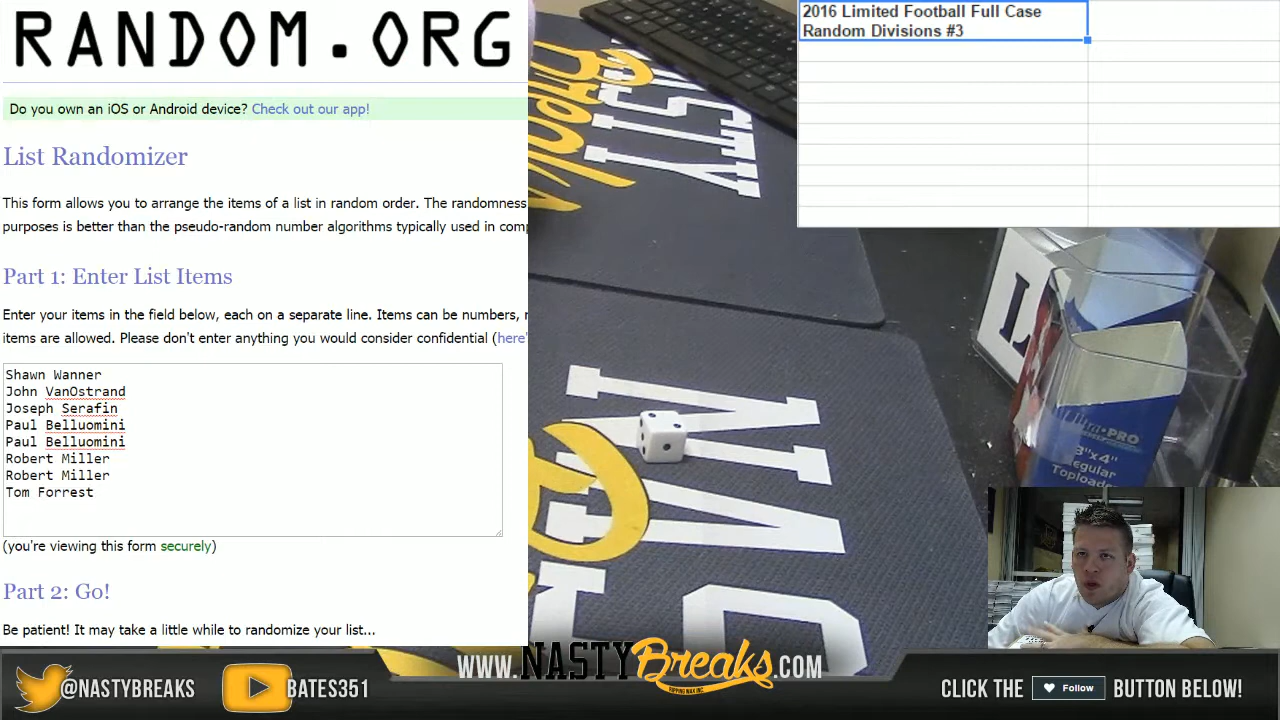 RANDOM.ORG
Do you own an iOS or Android device? Check out our app!
List Randomizer
This form allows you to arrange the items of a list in random order. The randomness
purposes is better than the pseudo-random number algorithms typically used in com
Part 1: Enter List Items
Enter your items in the field below, each on a separate line. Items can be numbers,
items are allowed. Please don't enter anything you would consider confidential (here'
Shawn Wanner
John VanOstrand
Joseph Serafin
Paul Belluomini
Paul Belluomini
Robert Miller
Robert Miller
Tom Forrest
(you're viewing this form securely)
Part 2: Go!
Be patient! It may take a little while to randomize your list...
2016 Limited Football Full Case
Random Divisions #3
NASTY
Breaks
L
Ultra•PRO
3"x4"
Regular
Toploade
@NASTYBREAKS
BATES351
WWW.NASTYBreaks.COM
RIPPING WAX INC.
CLICK THE Follow BUTTON BELOW!